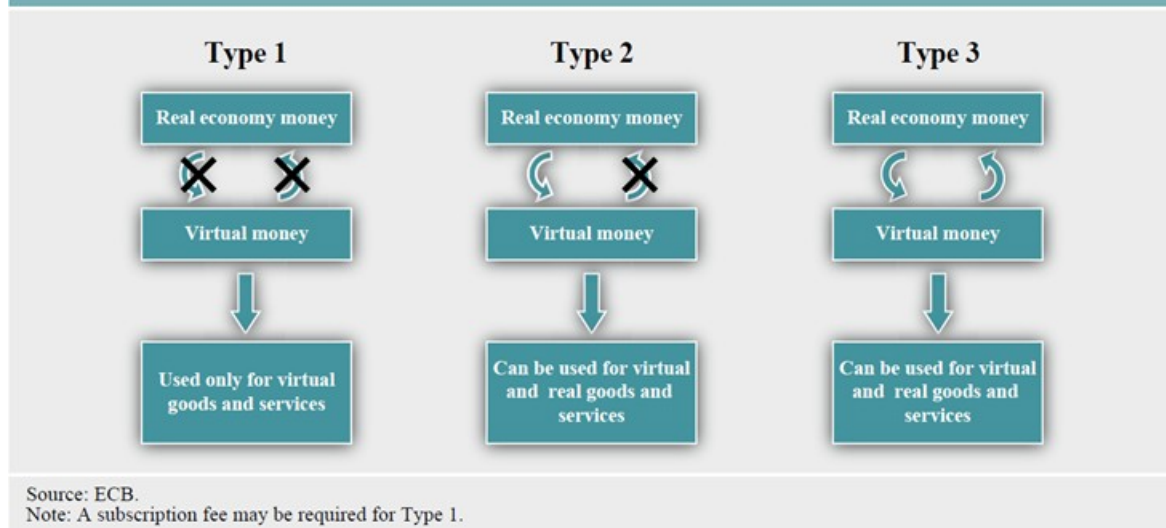 Type 1
Real economy money
Virtual money
Used only for virtual
goods and services
Type 2
Real economy money
Virtual money
Can be used for virtual
and real goods and
services
Type 3
Real economy money
Virtual money
Can be used for virtual
and real goods and
services
Source: ECB.
Note: A subscription fee may be required for Type 1.